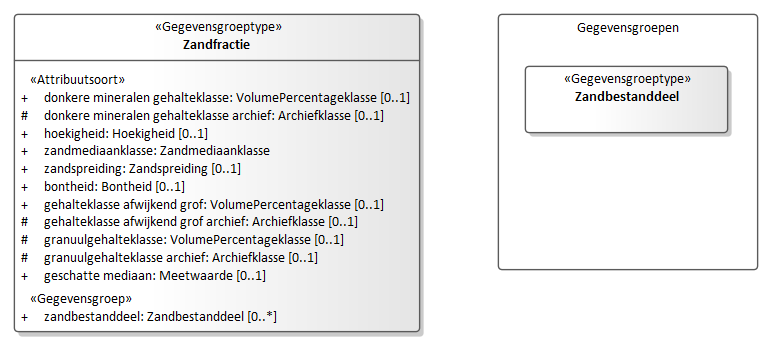 «Gegevensgroeptype»
Zandfractie
«Attribuutsoort»
+ donkere mineralen gehalteklasse: VolumePercentageklasse [0..1]
# donkere mineralen gehalteklasse archief: Archiefklasse [0..1]
+ hoekigheid: Hoekigheid [0..1]
+ zandmediaanklasse: Zandmediaanklasse
+ zandspreiding: Zandspreiding [0..1]
+ bontheid: Bontheid [0..1]
+ gehalteklasse afwijkend grof: VolumePercentageklasse [0..1]
# gehalteklasse afwijkend grof archief: Archiefklasse [0..1]
# granuulgehalteklasse: VolumePercentageklasse [0..1]
# granuulgehalteklasse archief: Archiefklasse [0..1]
+ geschatte mediaan: Meetwaarde [0..1]
«Gegevensgroep»
+ zandbestanddeel: Zandbestanddeel [0..*]
Gegevensgroepen
«Gegevensgroeptype»
Zandbestanddeel